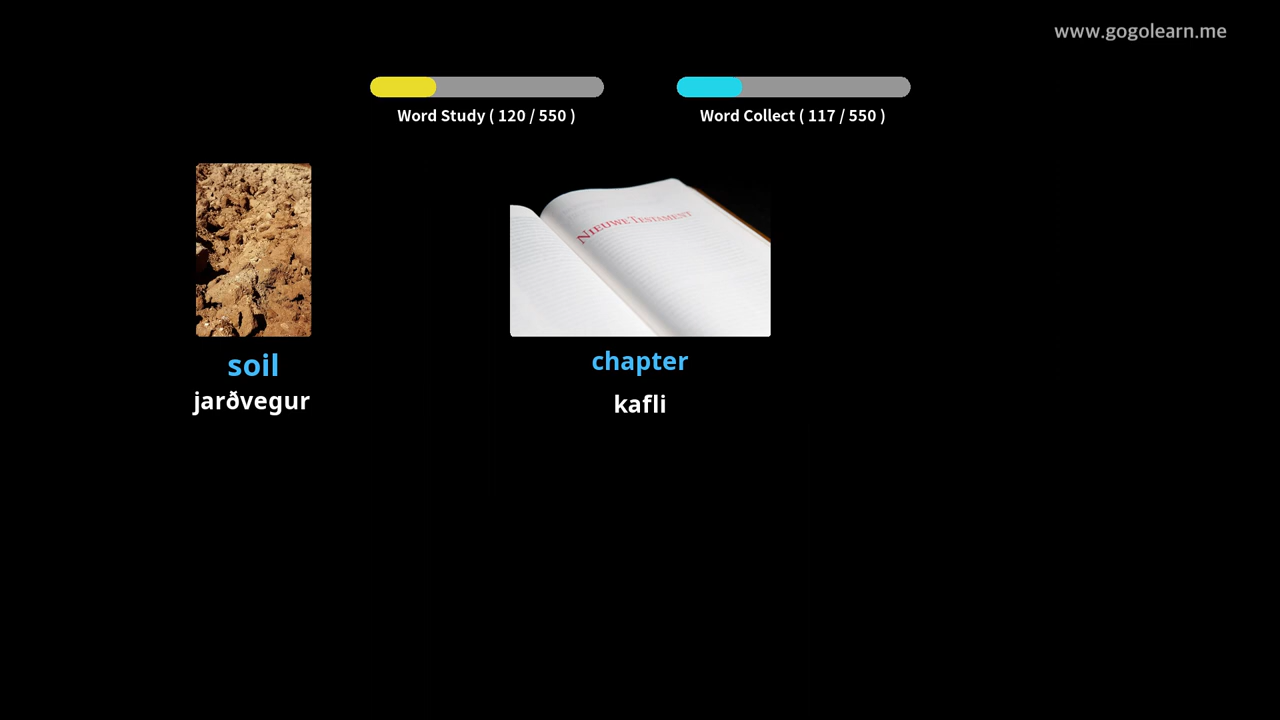 www.gogolearn.me
Word Study ( 120 / 550 )
Word Collect ( 117 / 550 )
NIEUWE TESTAMENT
soil
jarðvegur
chapter
kafli